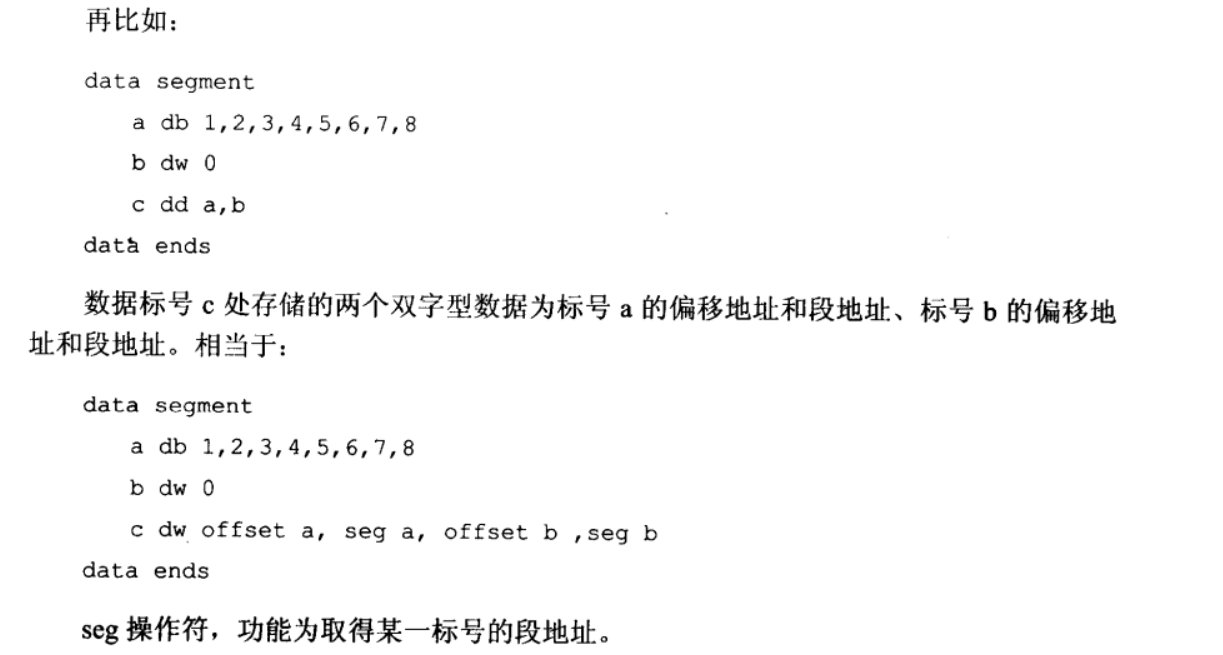 再比如：
data segment
a db 1,2,3,4,5,6,7,8
b dw 0
c dd a,b
data ends
数据标号 c 处存储的两个双字型数据为标号 a 的偏移地址和段地址、标号 b 的偏移地
址和段地址。相当于：
data segment
a db 1,2,3,4,5,6,7,8
b dw 0
c dw offset a, seg a, offset b ,seg b
data ends
seg 操作符，功能为取得某一标号的段地址。